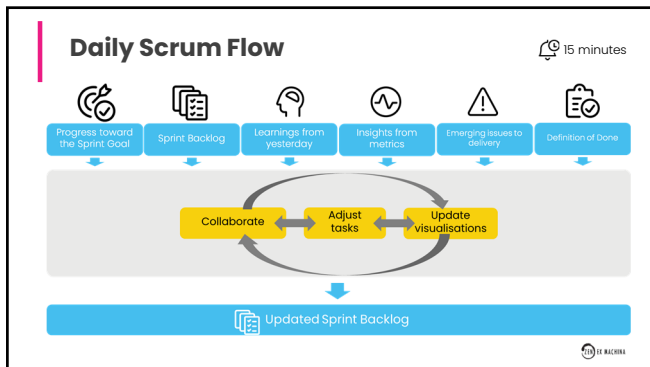 Daily Scrum Flow
15 minutes
Progress toward
the Sprint Goal
Sprint Backlog
Learnings from
yesterday
Insights from
metrics
Emerging issues to
delivery
Definition of Done
Collaborate
Adjust
tasks
Update
visualisations
Updated Sprint Backlog
ZEN EX MACHINA